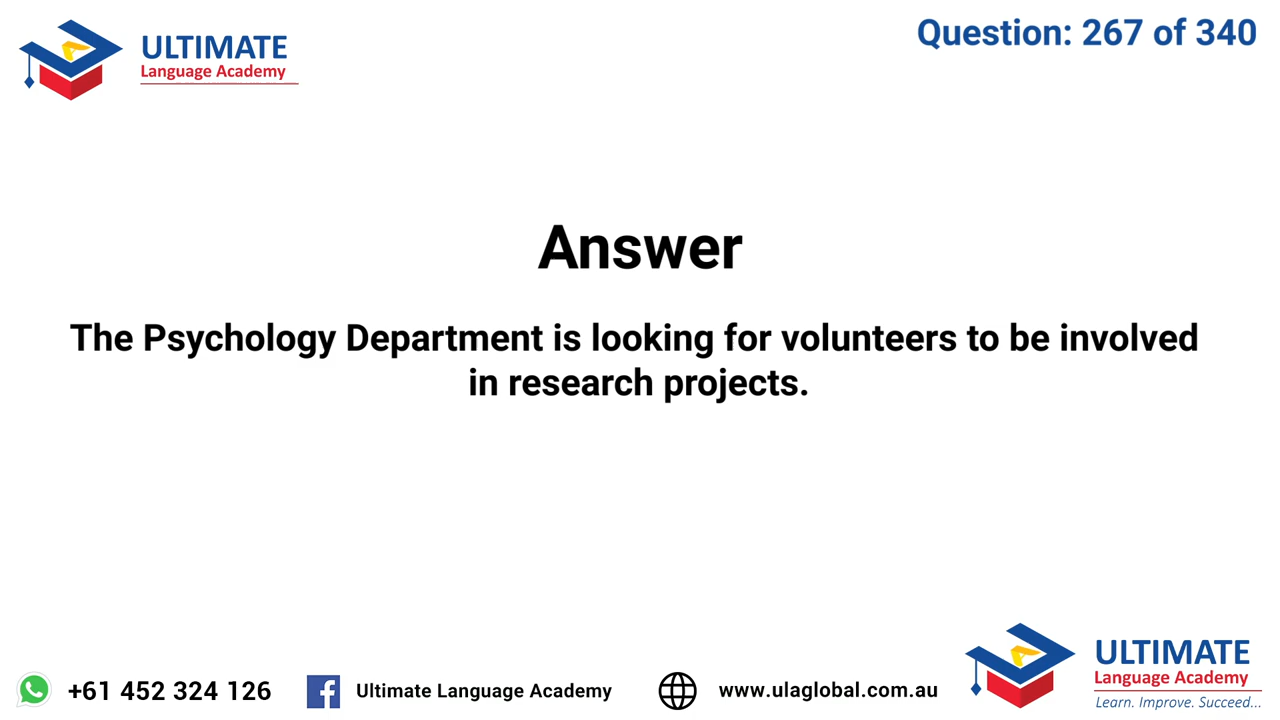 ULTIMATE
Language Academy
Question: 267 of 340
Answer
The Psychology Department is looking for volunteers to be involved
in research projects.
+61 452 324 126
Ultimate Language Academy
www.ulaglobal.com.au
ULTIMATE
Language Academy
Learn. Improve. Succeed...